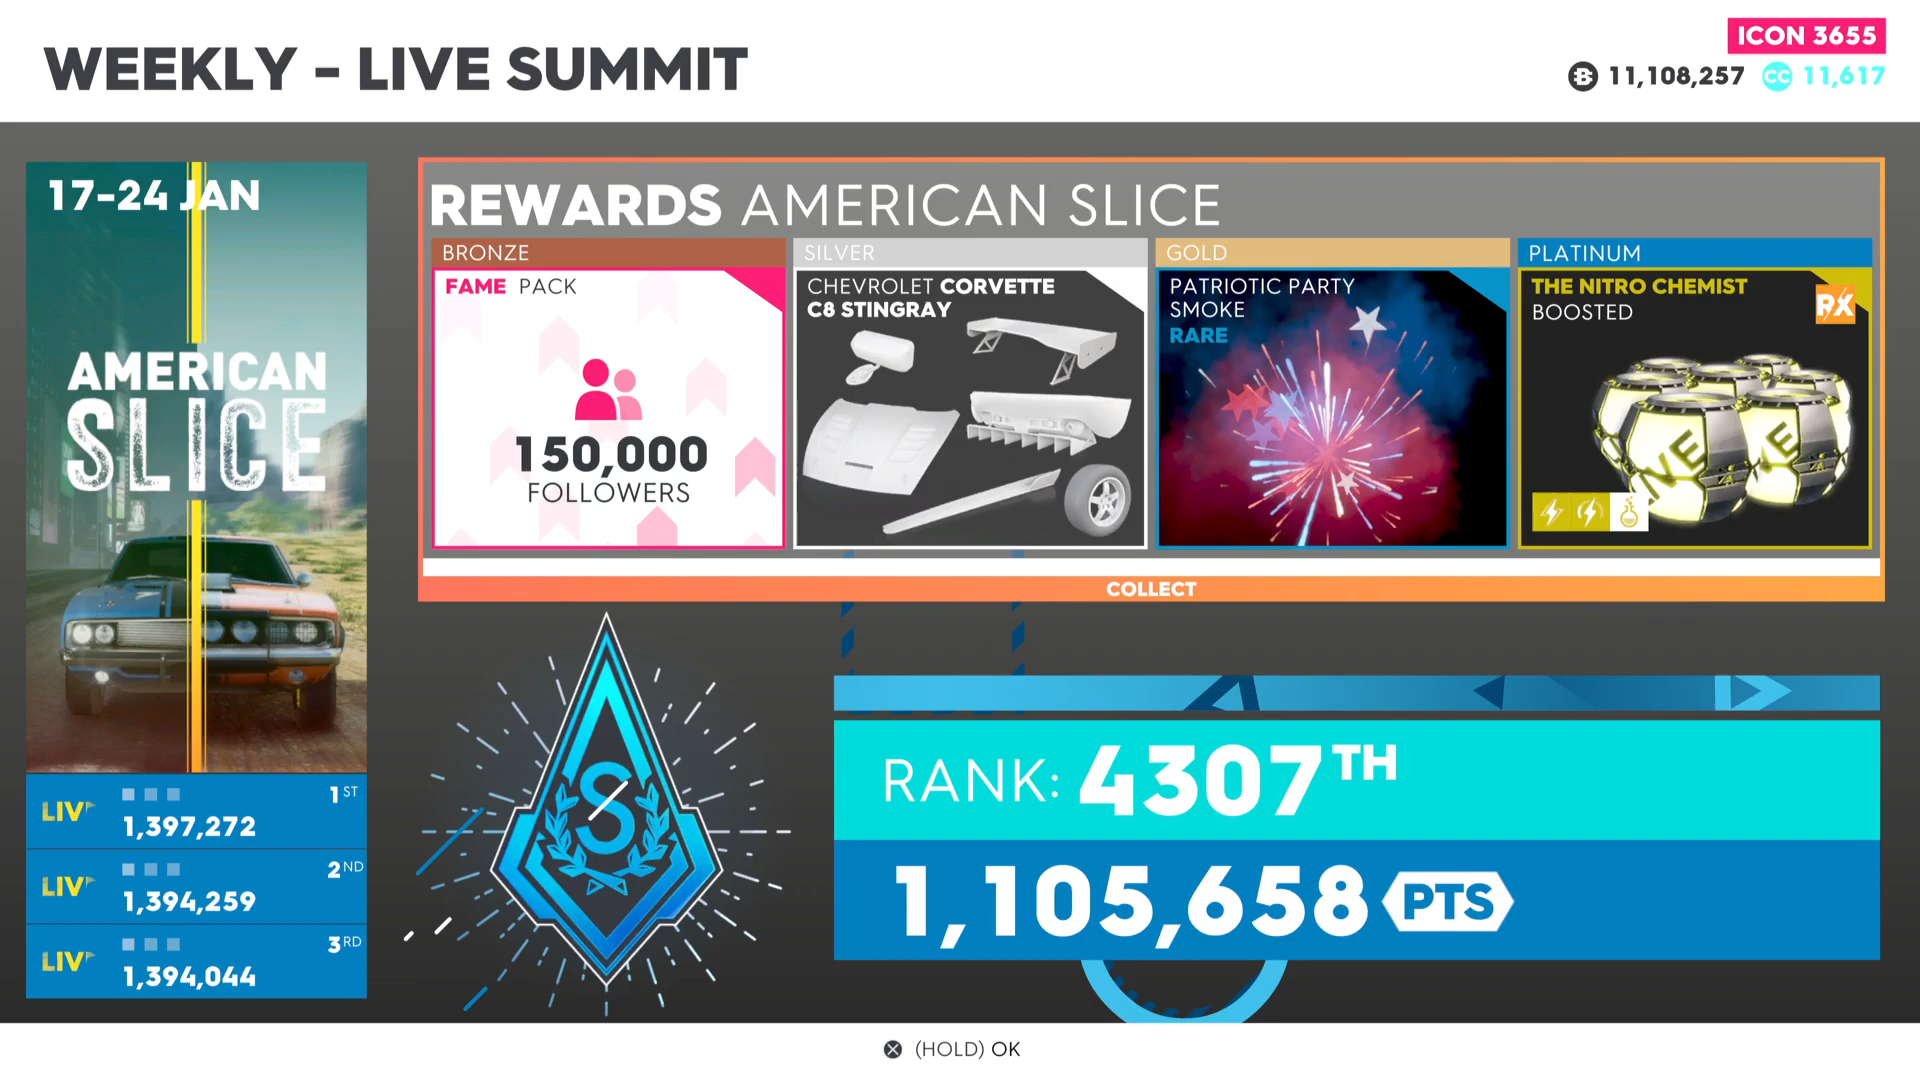 WEEKLY - LIVE SUMMIT
ICON 3655
11,108,257 CC 11,617
17-24 JAN
AMERICAN
SLICE
LIV
1,397,272
1ST
LIV
1,394,259
2ND
LIV
1,394,044
3RD
REWARDS AMERICAN SLICE
BRONZE
FAME PACK
150,000
FOLLOWERS
SILVER
CHEVROLET CORVETTE
C8 STINGRAY
GOLD
PATRIOTIC PARTY
SMOKE
RARE
PLATINUM
THE NITRO CHEMIST
BOOSTED
RX
LIVE
COLLECT
S
RANK: 4307TH
1,105,658 PTS
(HOLD) OK